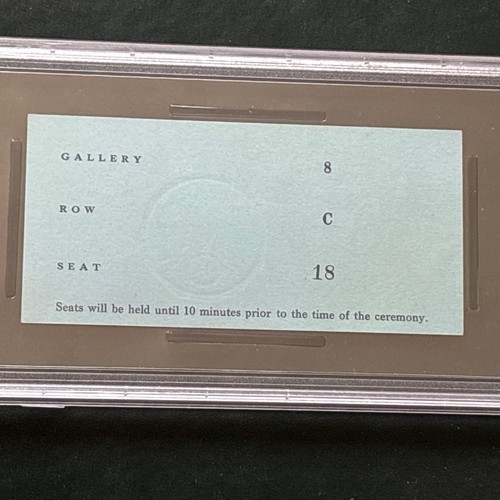 GALLERY 8
ROW C
SEAT 18
Seats will be held until 10 minutes prior to the time of the ceremony.